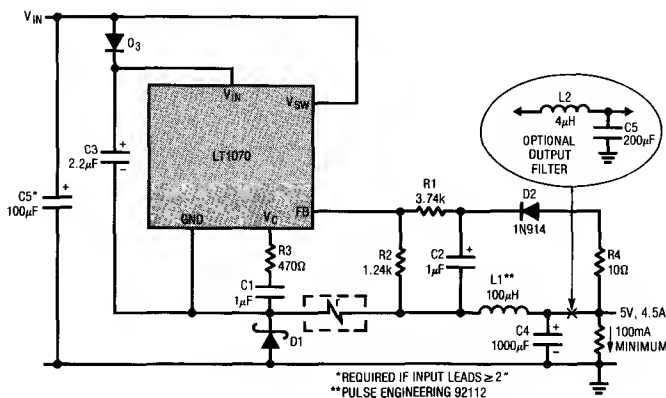 VIN
D3
VIN
VSW
LT1070
GND
VC
FB
C3
2.2µF
C5*
100µF
R3
470Ω
C1
1µF
D1
r
R2
1.24k
R1
3.74k
C2
1µF
D2
1N914
L1**
100µH
C4
1000µF
R4
10Ω
5V, 4.5A
100mA
MINIMUM
L2
4µH
C5
200µF
OPTIONAL
OUTPUT
FILTER
*REQUIRED IF INPUT LEADS ≥ 2"
**PULSE ENGINEERING 92112